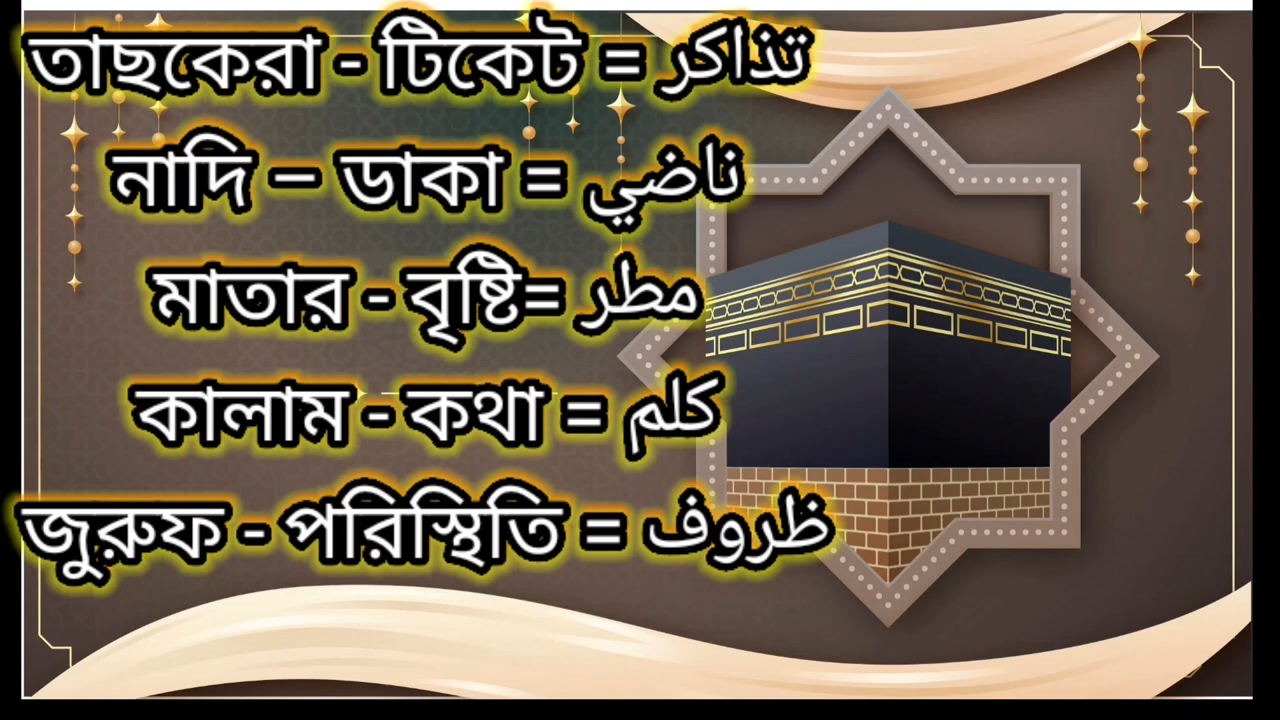 তাছকেরা - টিকেট = تذاكر
নাদি – ডাকা = ناضي
মাতার - বৃষ্টি= مطر
কালাম - কথা = كلم
জুরুফ - পরিস্থিতি = ظروف